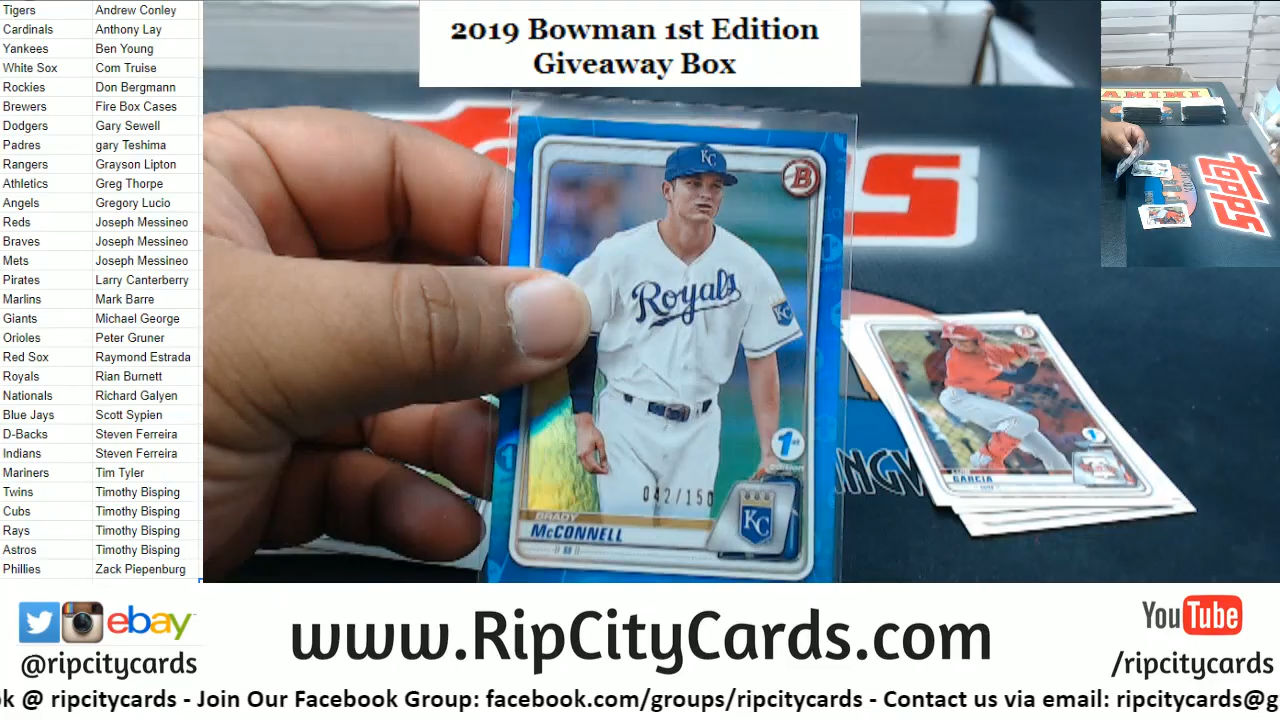 Tigers Andrew Conley
Cardinals Anthony Lay
Yankees Ben Young
White Sox Com Truise
Rockies Don Bergmann
Brewers Fire Box Cases
Dodgers Gary Sewell
Padres gary Teshima
Rangers Grayson Lipton
Athletics Greg Thorpe
Angels Gregory Lucio
Reds Joseph Messineo
Braves Joseph Messineo
Mets Joseph Messineo
Pirates Larry Canterberry
Marlins Mark Barre
Giants Michael George
Orioles Peter Gruner
Red Sox Raymond Estrada
Royals Rian Burnett
Nationals Richard Galyen
Blue Jays Scott Sypien
D-Backs Steven Ferreira
Indians Steven Ferreira
Mariners Tim Tyler
Twins Timothy Bisping
Cubs Timothy Bisping
Rays Timothy Bisping
Astros Timothy Bisping
Phillies Zack Piepenburg
2019 Bowman 1st Edition
Giveaway Box
KC
B
Royals
KC
1st
Edition
042/150
BRADY
McCONNELL
KC
GARCIA
PANINI
topps
ebay
@ripcitycards
www.RipCityCards.com
YouTube
/ripcitycards
k @ ripcitycards - Join Our Facebook Group: facebook.com/groups/ripcitycards - Contact us via email: ripcitycards@g